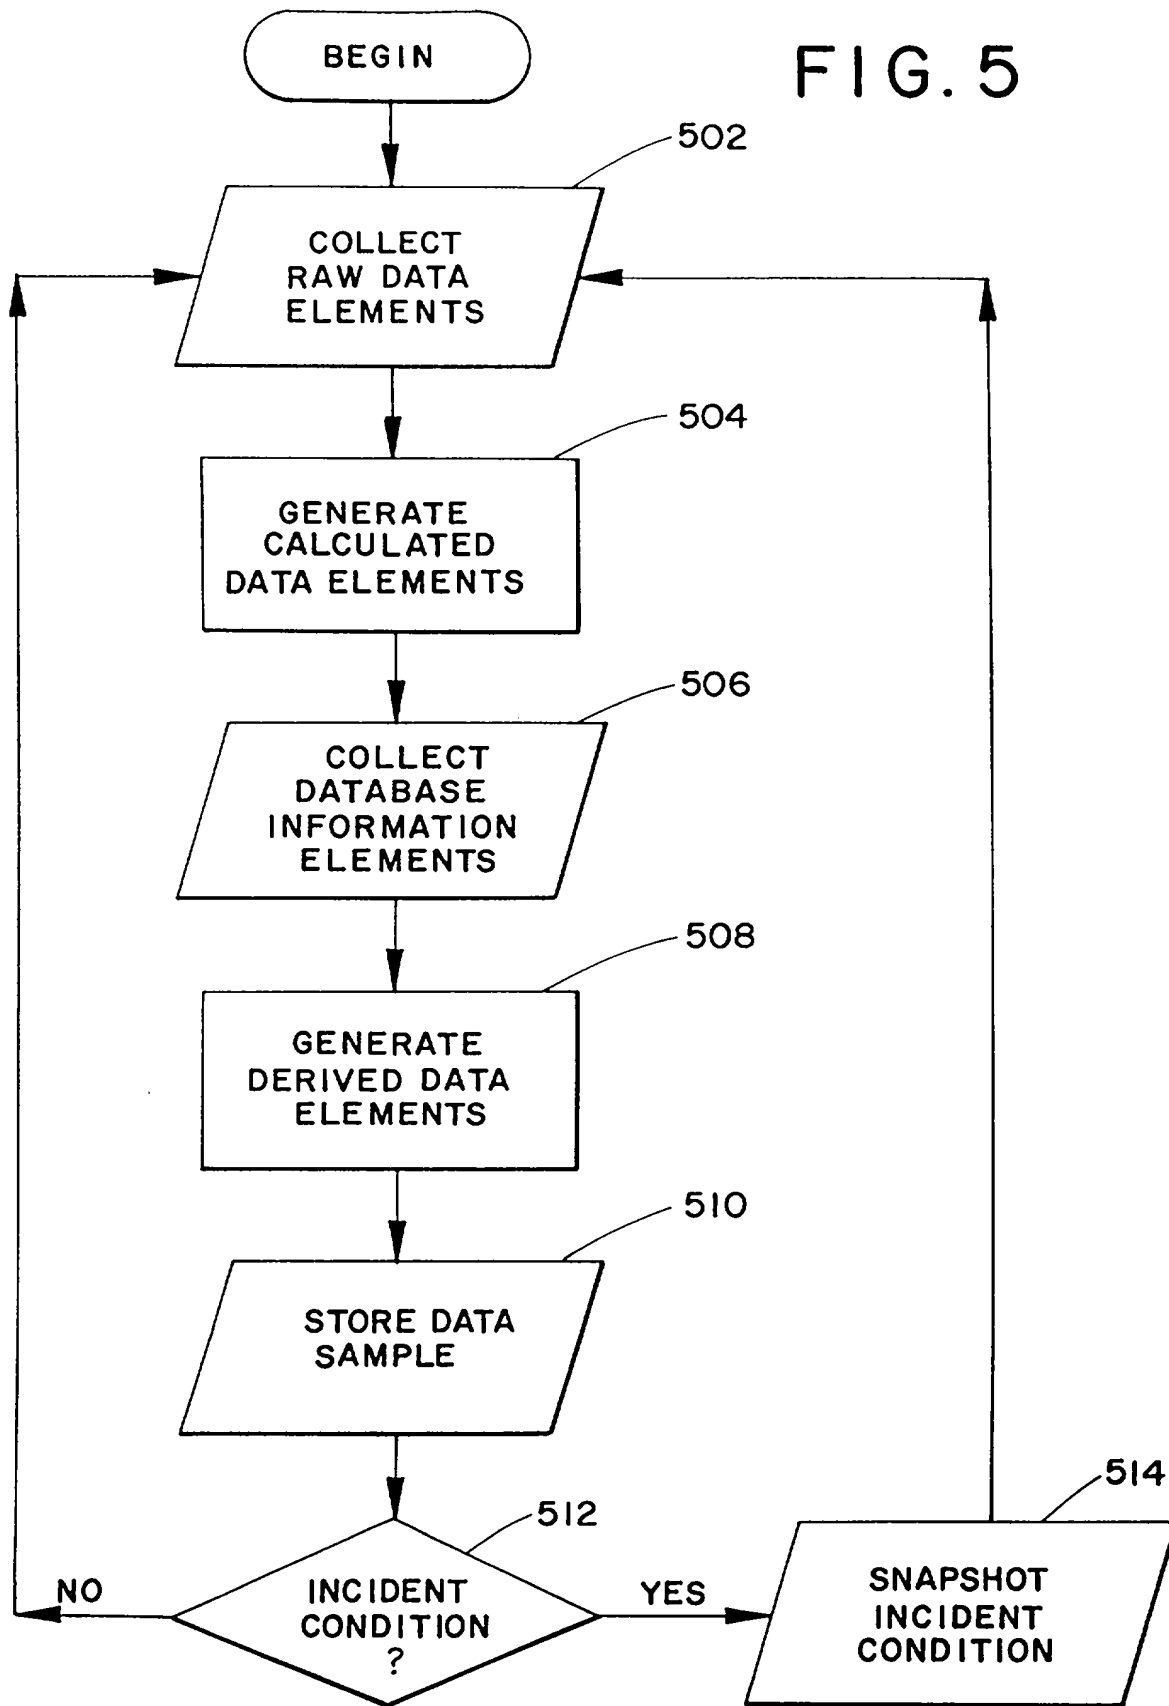 BEGIN
FIG. 5
502
COLLECT
RAW DATA
ELEMENTS
504
GENERATE
CALCULATED
DATA ELEMENTS
506
COLLECT
DATABASE
INFORMATION
ELEMENTS
508
GENERATE
DERIVED DATA
ELEMENTS
510
STORE DATA
SAMPLE
512
514
NO
INCIDENT
CONDITION
?
YES
SNAPSHOT
INCIDENT
CONDITION